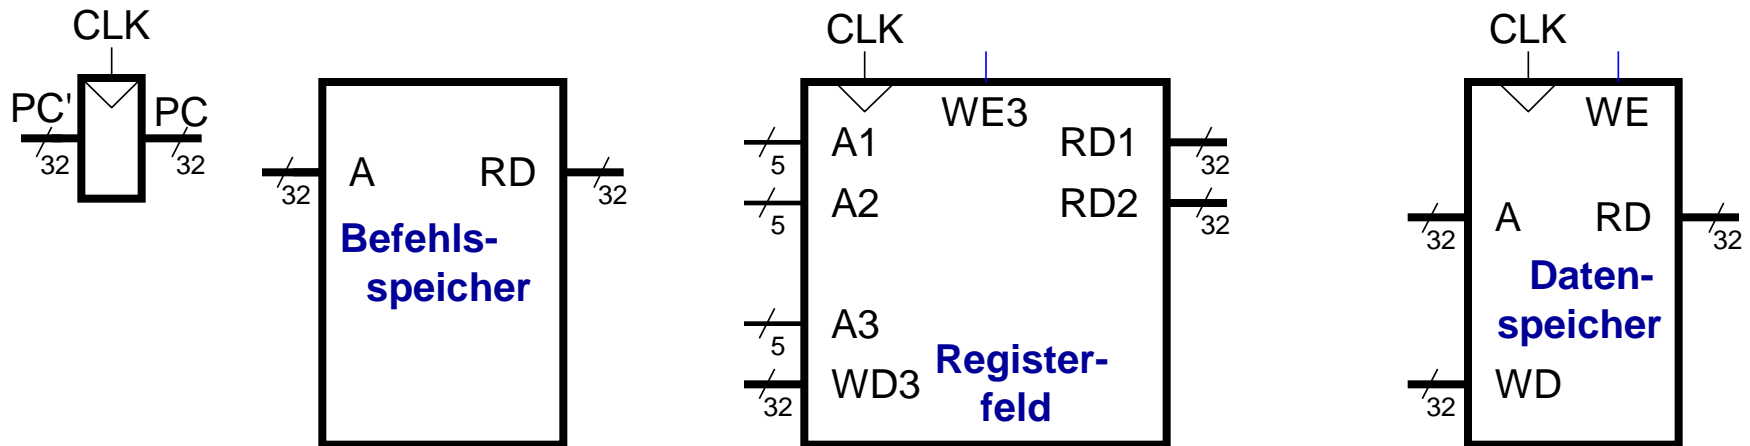 CLK
PC'
PC
32
32
A
RD
32
32
Befehls-
speicher
CLK
WE3
A1
RD1
5
32
A2
RD2
5
32
A3
5
WD3
32
Register-
feld
CLK
WE
A
RD
32
32
Daten-
speicher
WD
32